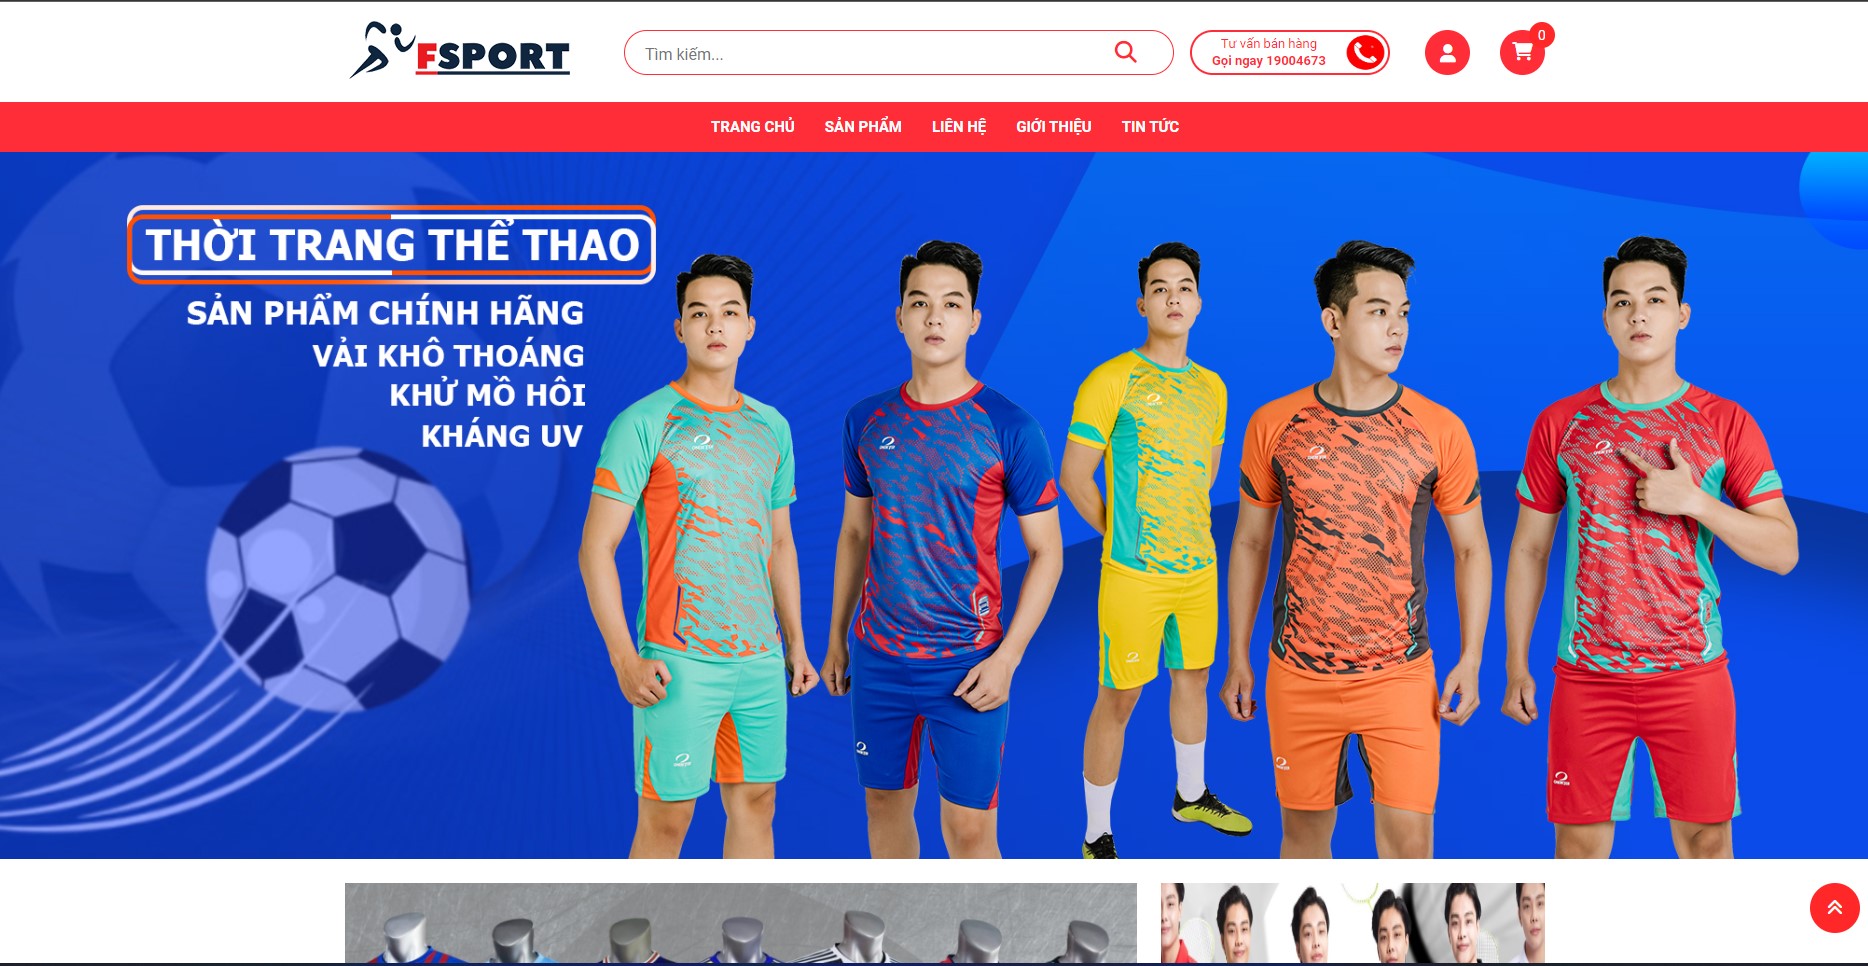 FSPORT
Tìm kiếm...
Tư vấn bán hàng
Gọi ngay 19004673
0
TRANG CHỦ SẢN PHẨM LIÊN HỆ GIỚI THIỆU TIN TỨC
THỜI TRANG THỂ THAO
SẢN PHẨM CHÍNH HÃNG
VẢI KHÔ THOÁNG
KHỬ MỒ HÔI
KHÁNG UV